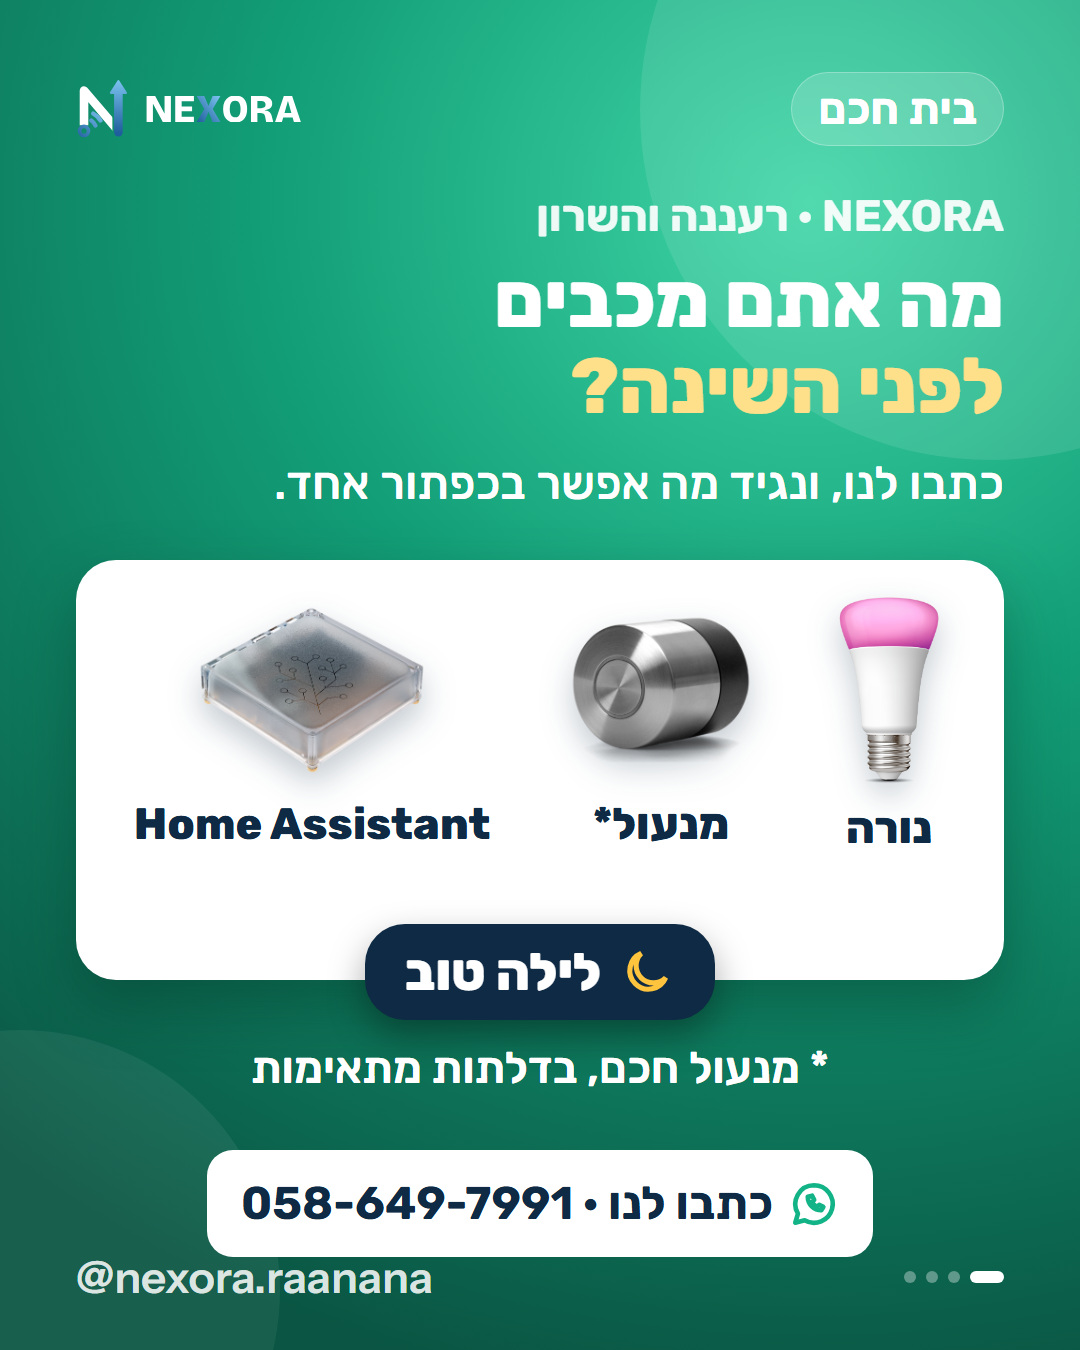 NEXORA
בית חכם
NEXORA • רעננה והשרון
מה אתם מכבים
לפני השינה?
כתבו לנו, ונגיד מה אפשר בכפתור אחד.
נורה
מנעול*
Home Assistant
לילה טוב
* מנעול חכם, בדלתות מתאימות
כתבו לנו • 058-649-7991
@nexora.raanana